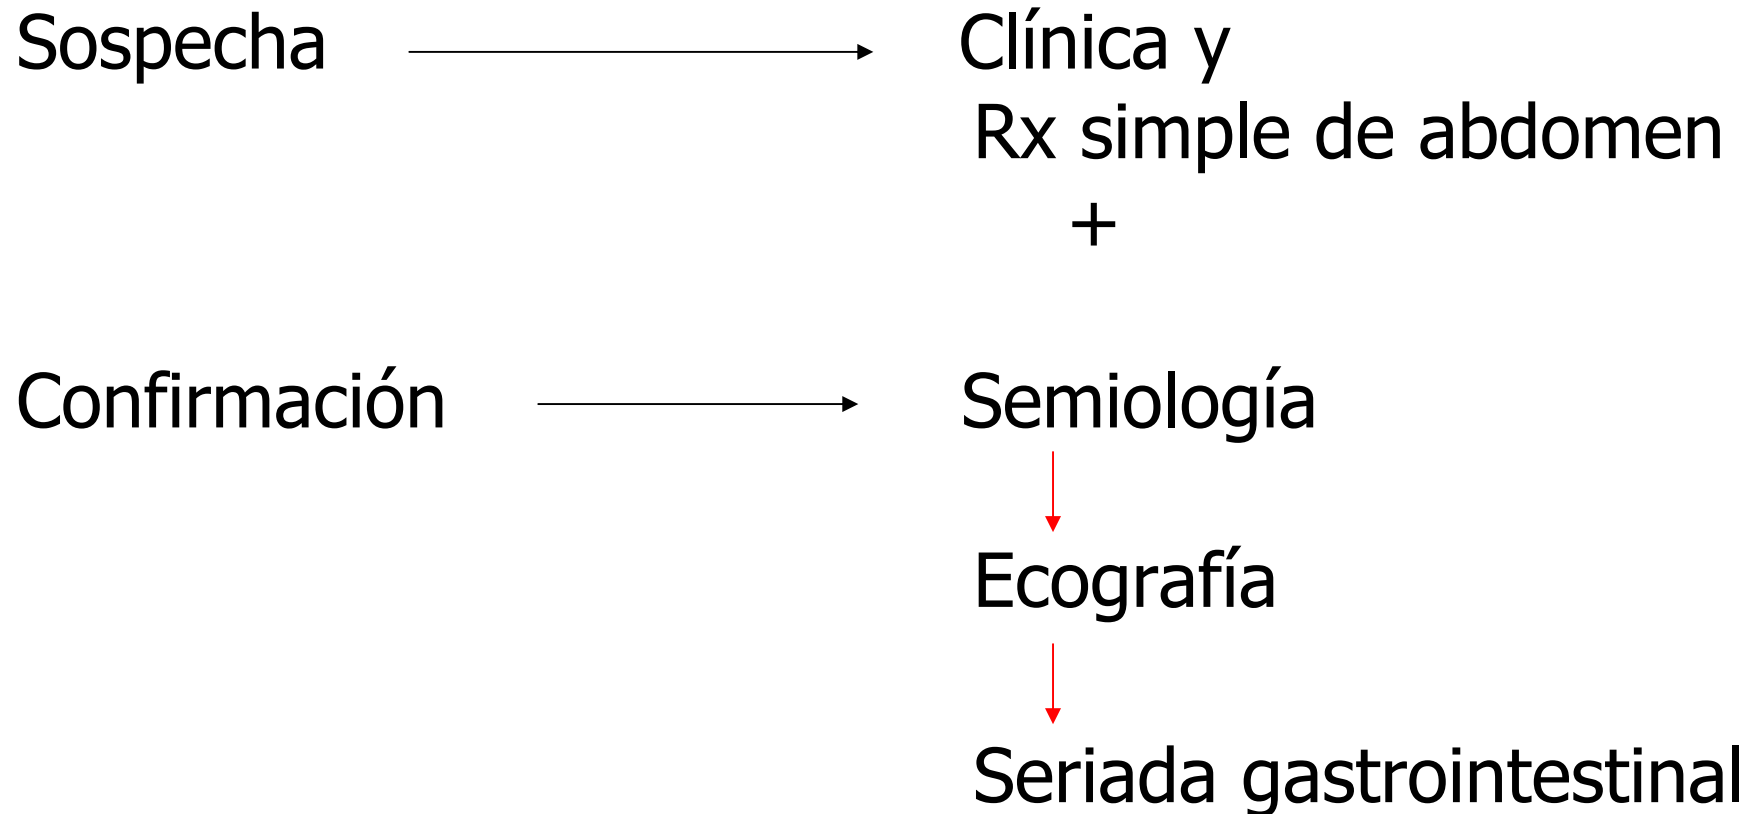 Sospecha
Clínica y
Rx simple de abdomen
+
Confirmación
Semiología
Ecografía
Seriada gastrointestinal